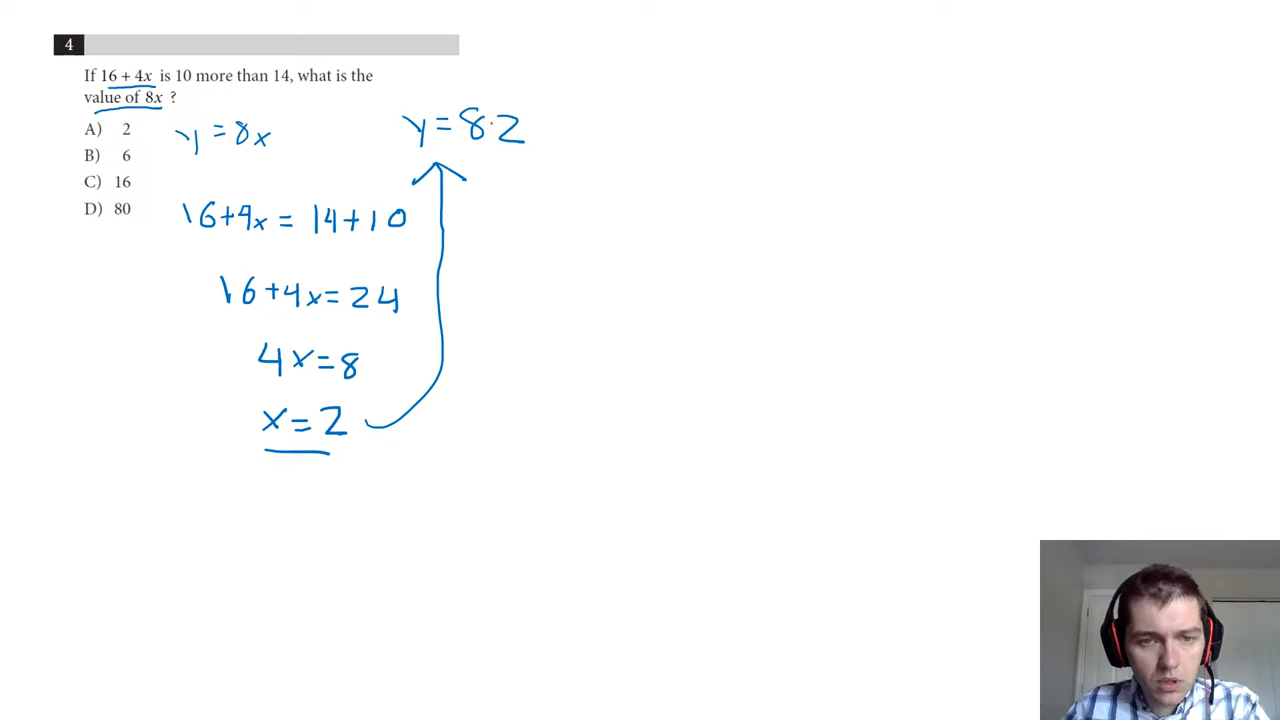 4
If 16 + 4x is 10 more than 14, what is the
value of 8x ?
A) 2
B) 6
C) 16
D) 80
y = 8x
16+4x = 14+10
16+4x=24
4x=8
x=2
y=8·2